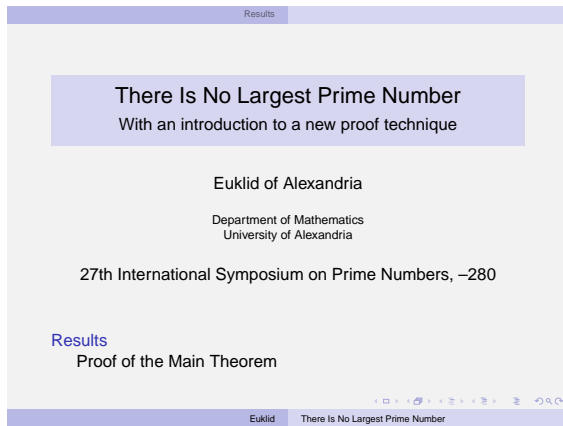 Results
There Is No Largest Prime Number
With an introduction to a new proof technique
Euklid of Alexandria
Department of Mathematics
University of Alexandria
27th International Symposium on Prime Numbers, –280
Results
Proof of the Main Theorem
Euklid There Is No Largest Prime Number